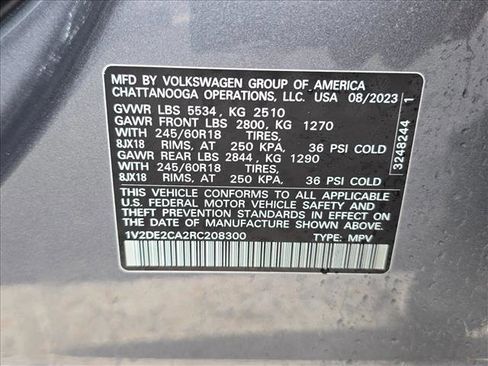 MFD BY VOLKSWAGEN GROUP OF AMERICA
CHATTANOOGA OPERATIONS, LLC. USA 08/2023
GVWR LBS 5534, KG 2510
GAWR FRONT LBS 2800, KG 1270
WITH 245/60R18 TIRES,
8JX18 RIMS, AT 250 KPA, 36 PSI COLD
GAWR REAR LBS 2844, KG 1290
WITH 245/60R18 TIRES,
8JX18 RIMS, AT 250 KPA, 36 PSI COLD
THIS VEHICLE CONFORMS TO ALL APPLICABLE
U.S. FEDERAL MOTOR VEHICLE SAFETY AND
THEFT PREVENTION STANDARDS IN EFFECT ON
THE DATE OF MANUFACTURE SHOWN ABOVE.
1V2DE2CA2RC208300 TYPE: MPV
3248244 1